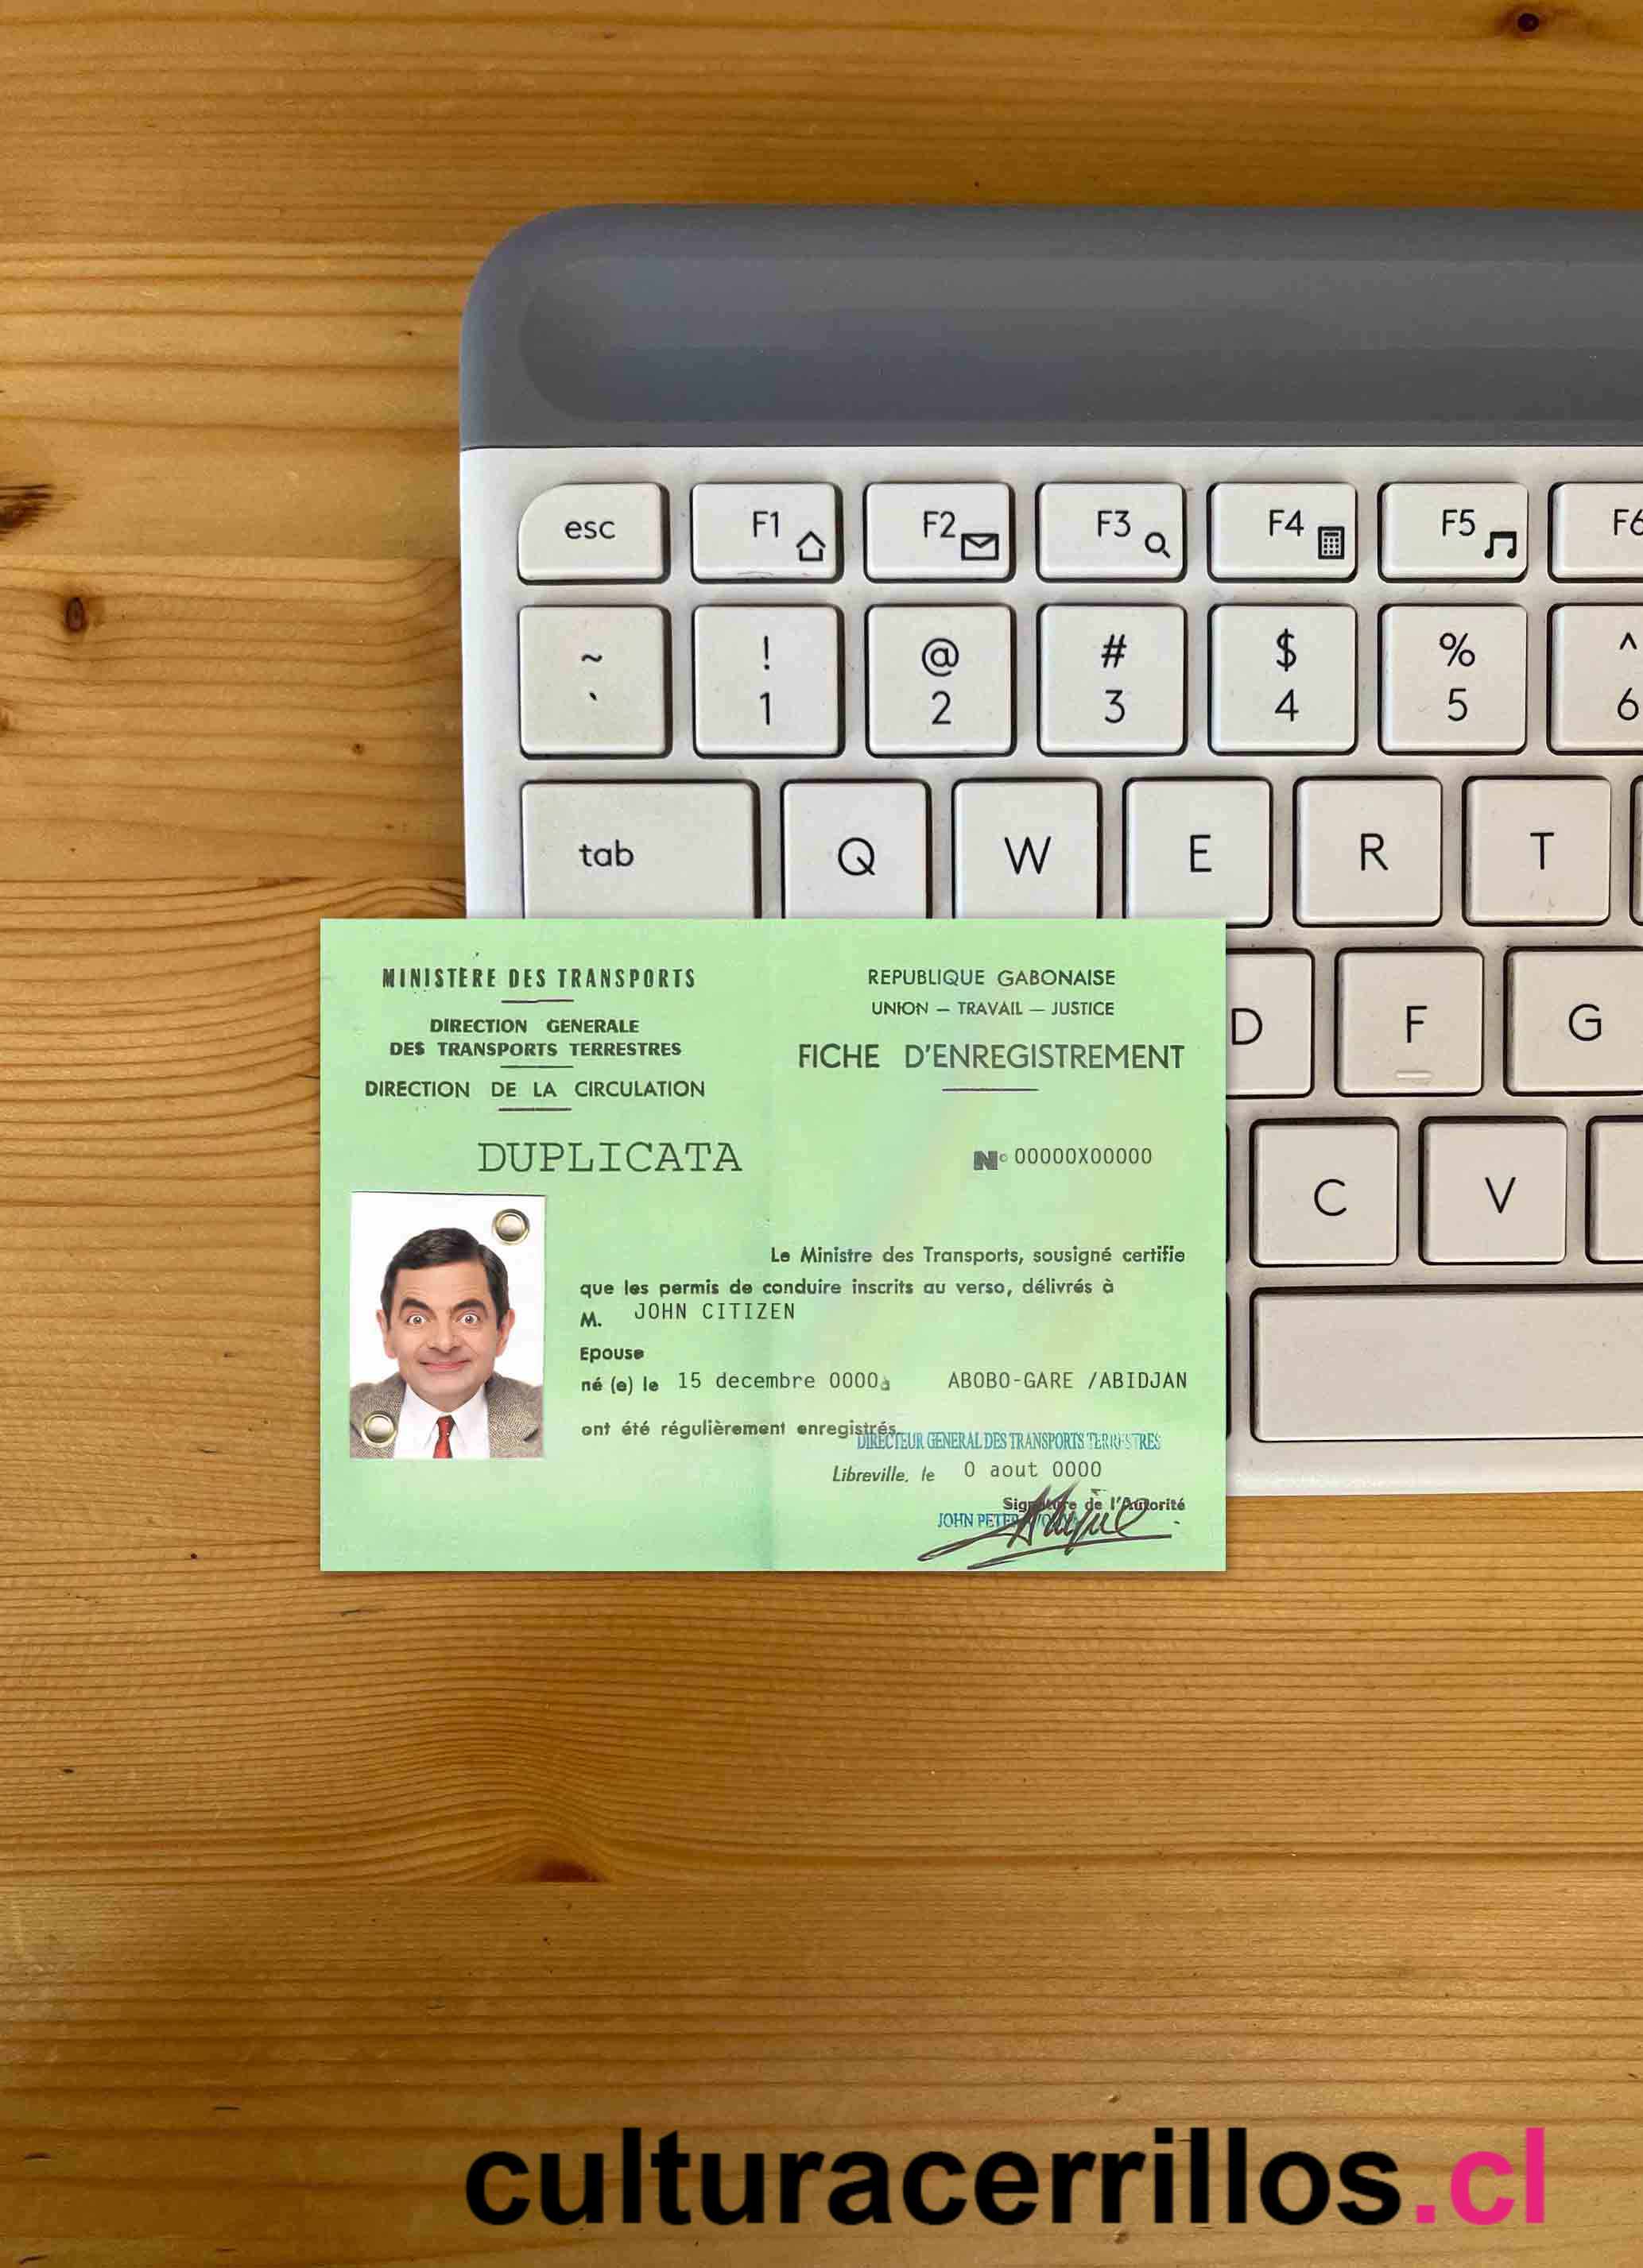 esc F1 F2 F3 F4 F5 F6
~ ! @ # $ % ^
` 1 2 3 4 5 6
tab Q W E R T
D F G
C V
MINISTÈRE DES TRANSPORTS
DIRECTION GENERALE
DES TRANSPORTS TERRESTRES
DIRECTION DE LA CIRCULATION
DUPLICATA
REPUBLIQUE GABONAISE
UNION — TRAVAIL — JUSTICE
FICHE D'ENREGISTREMENT
N° 00000X00000
Le Ministre des Transports, sousigné certifie
que les permis de conduire inscrits au verso, délivrés à
M. JOHN CITIZEN
Epouse
né (e) le 15 decembre 0000 à ABOBO-GARE /ABIDJAN
ont été régulièrement enregistrés
DIRECTEUR GENERAL DES TRANSPORTS TERRESTRES
Libreville, le 0 aout 0000
Signature de l'Autorité
JOHN PETER
culturacerrillos.cl